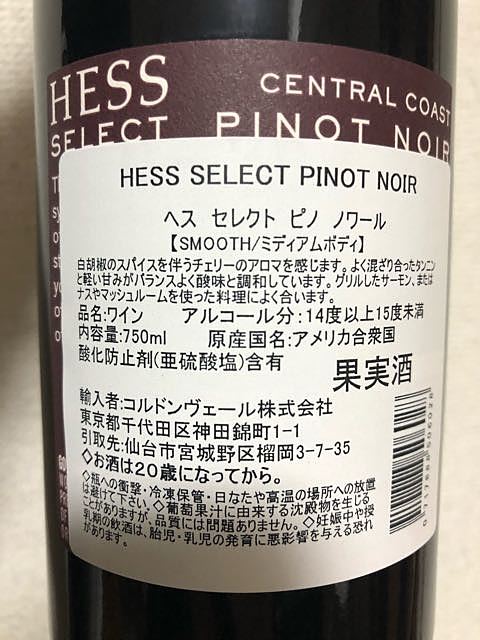 HESS
SELECT
CENTRAL COAST
PINOT NOIR
HESS SELECT PINOT NOIR
ヘス セレクト ピノ ノワール
【SMOOTH/ミディアムボディ】
白胡椒のスパイスを伴うチェリーのアロマを感じます。よく混ざり合ったタンニン
と軽い甘みがバランスよく酸味と調和しています。グリルしたサーモン、または
ナスやマッシュルームを使った料理によく合います。
品名:ワイン アルコール分:14度以上15度未満
内容量:750ml 原産国名:アメリカ合衆国
酸化防止剤(亜硫酸塩)含有
果実酒
輸入者:コルドンヴェール株式会社
東京都千代田区神田錦町1-1
引取先:仙台市宮城野区榴岡3-7-35
◇お酒は20歳になってから。
◇瓶への衝撃・冷凍保管・日なたや高温の場所への放置
は避けて下さい◇葡萄果汁に由来する沈殿物を生じる
ことがありますが、品質には問題ありません。◇妊娠中や授
乳期の飲酒は、胎児・乳児の発育に悪影響を与える恐れ